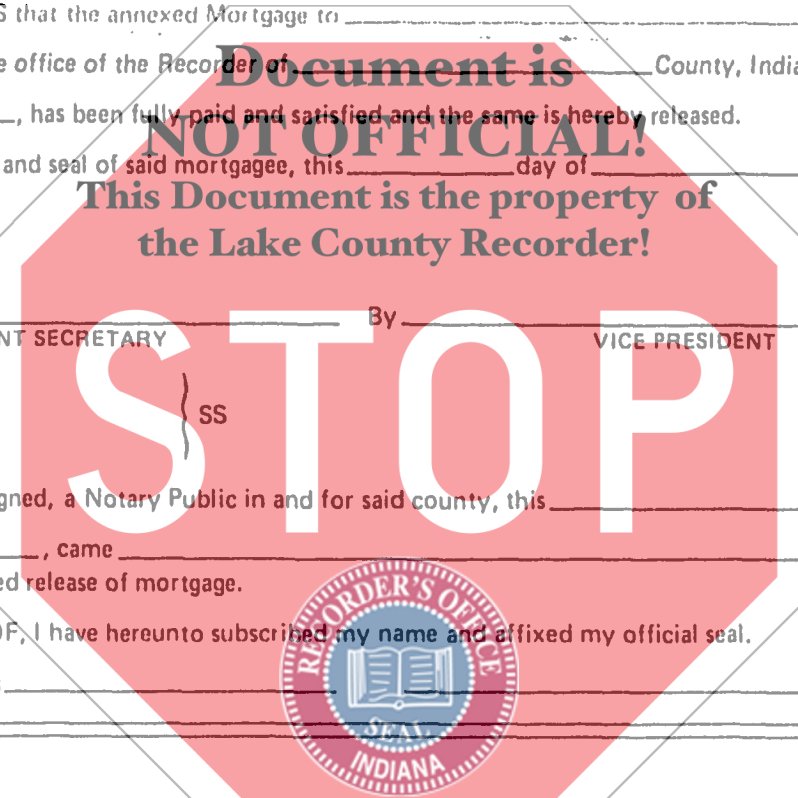 S that the annexed Mortgage to
Document is
e office of the Recorder of County, India
, has been fully paid and satisfied and the same is hereby released.
NOT OFFICIAL!
and seal of said mortgagee, this day of
This Document is the property of
the Lake County Recorder!
By
NT SECRETARY VICE PRESIDENT
STOP
SS
gned, a Notary Public in and for said county, this
, came
ed release of mortgage.
RECORDER'S OFFICE
OF, I have hereunto subscribed my name and affixed my official seal.
SEAL
INDIANA